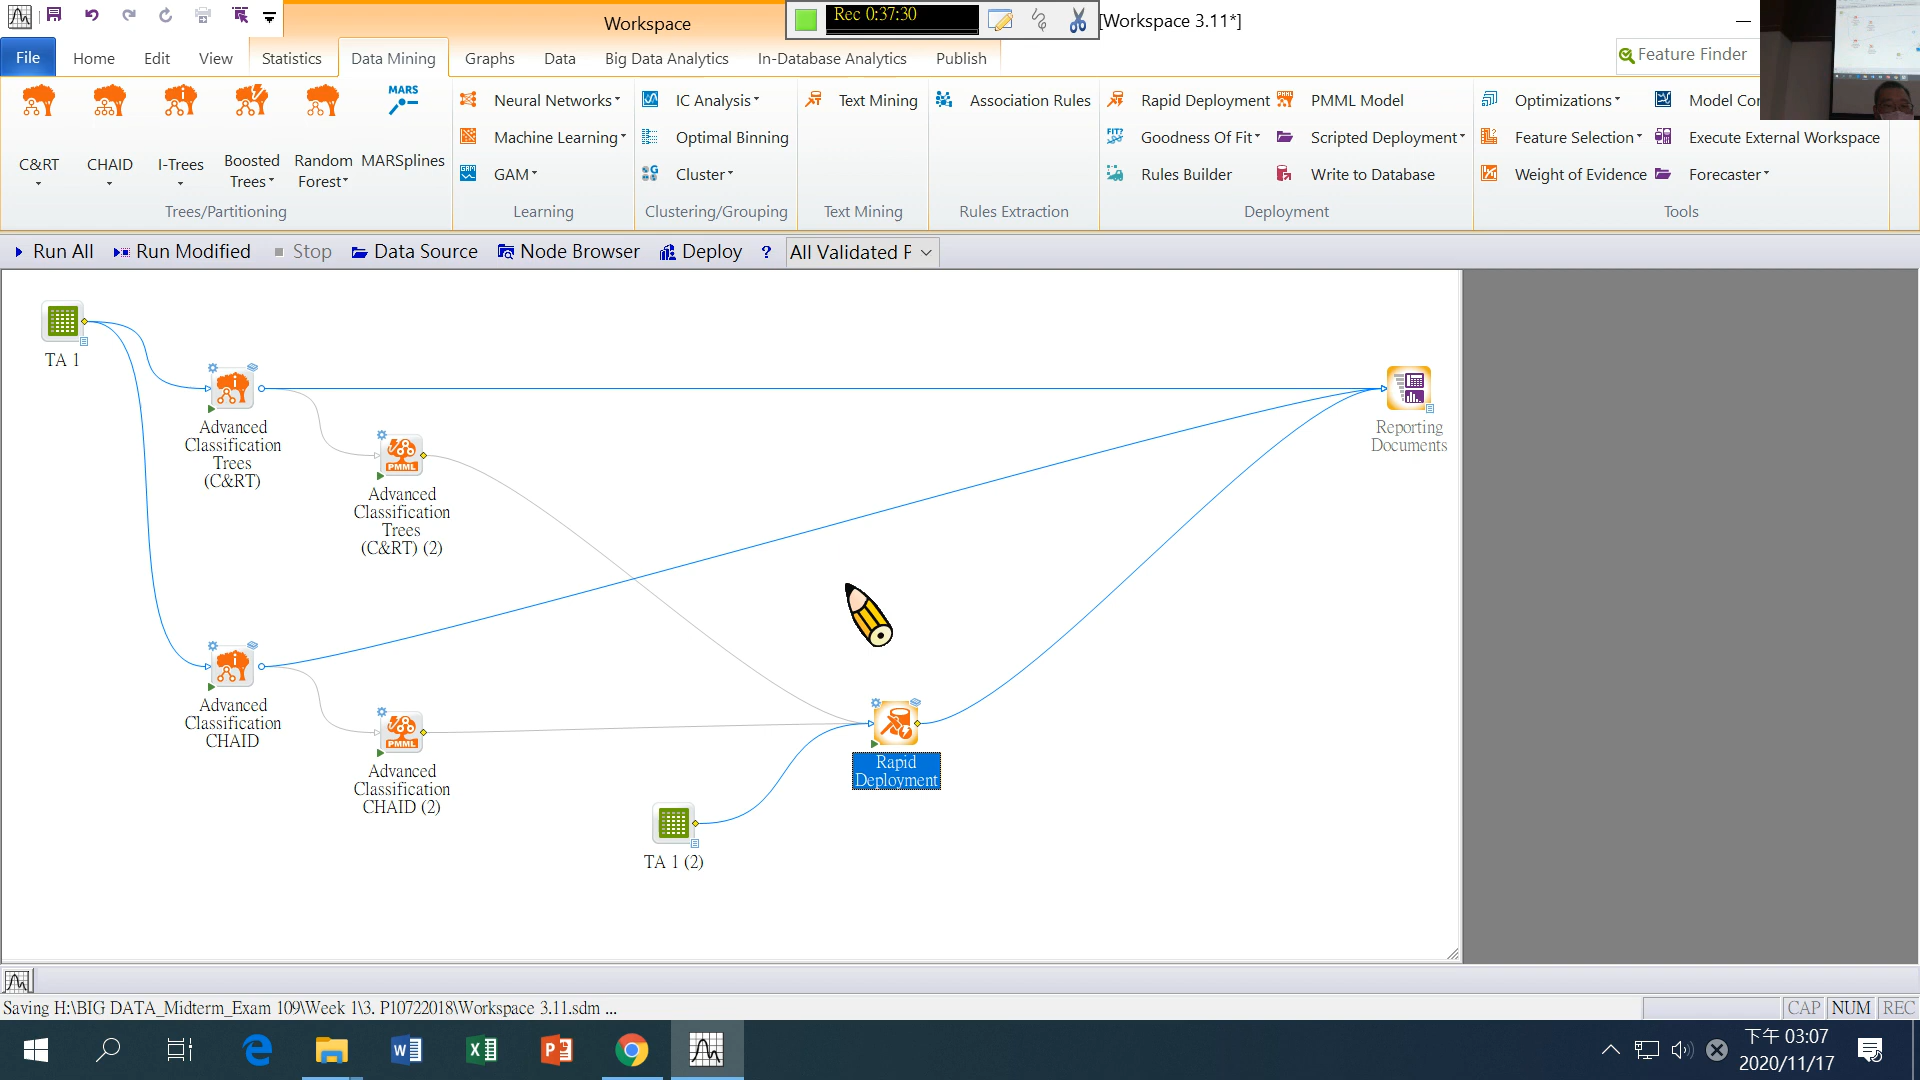 Workspace
Rec 0:37:30
[Workspace 3.11*]
File
Home
Edit
View
Statistics
Data Mining
Graphs
Data
Big Data Analytics
In-Database Analytics
Publish
Feature Finder
C&RT
CHAID
I-Trees
Boosted
Trees
Random
Forest
MARS
MARSplines
Trees/Partitioning
Neural Networks
Machine Learning
GAM
Learning
IC Analysis
Optimal Binning
Cluster
Clustering/Grouping
Text Mining
Text Mining
Association Rules
Rules Extraction
Rapid Deployment
FIT?
Goodness Of Fit
Rules Builder
PMML Model
Scripted Deployment
Write to Database
Deployment
Optimizations
Feature Selection
Weight of Evidence
Model Co
Execute External Workspace
Forecaster
Tools
Run All
Run Modified
Stop
Data Source
Node Browser
Deploy
?
All Validated P
TA 1
Advanced
Classification
Trees
(C&RT)
PMML
Advanced
Classification
Trees
(C&RT) (2)
Reporting
Documents
Advanced
Classification
CHAID
PMML
Advanced
Classification
CHAID (2)
Rapid
Deployment
TA 1 (2)
Saving H:\BIG DATA_Midterm_Exam 109\Week 1\3. P10722018\Workspace 3.11.sdm ...
CAP
NUM
REC
下午 03:07
2020/11/17